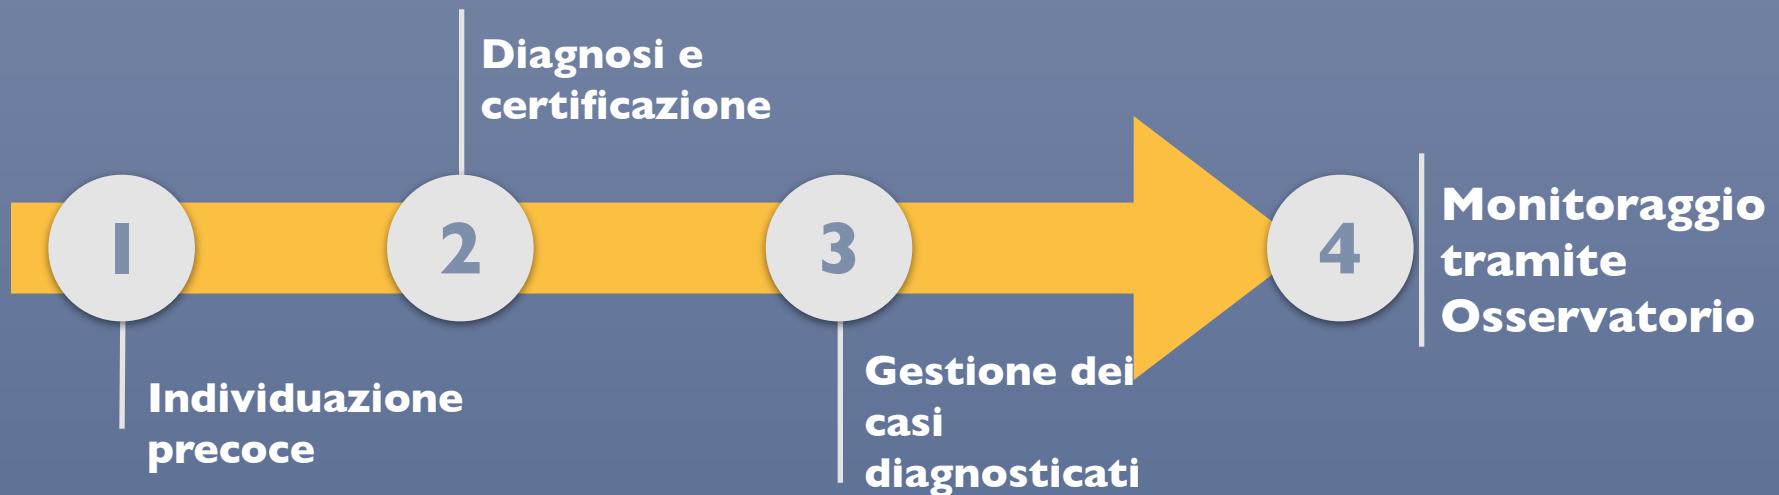 1
Individuazione
precoce
2
Diagnosi e
certificazione
3
Gestione dei
casi
diagnosticati
4
Monitoraggio
tramite
Osservatorio